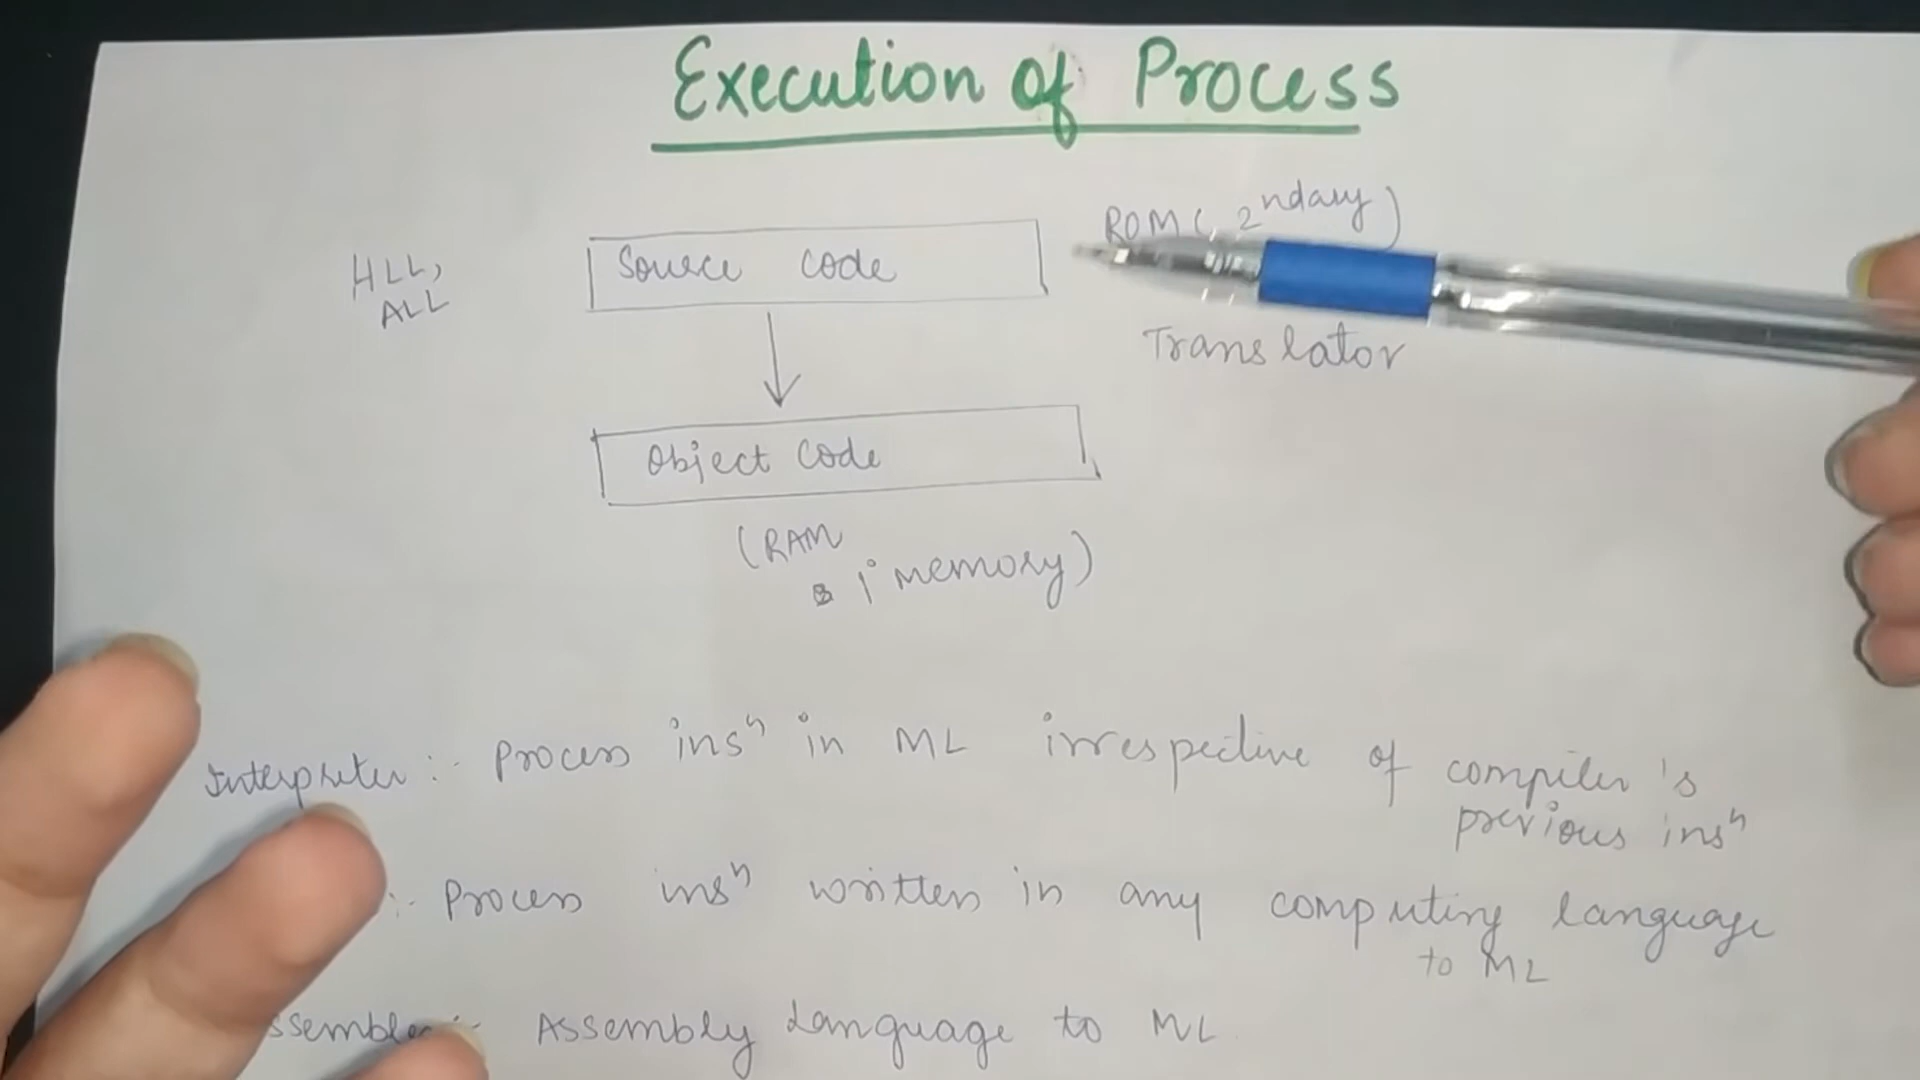 Execution of Process
ROM ( 2ndary )
HLL,
ALL
Source code
Translator
Object code
(RAM
1° memory)
Interpreter :- Process insn in ML irrespective of compiler's
previous insn
:- Process insn written in any computing language
to ML
ssembler :- Assembly Language to ML